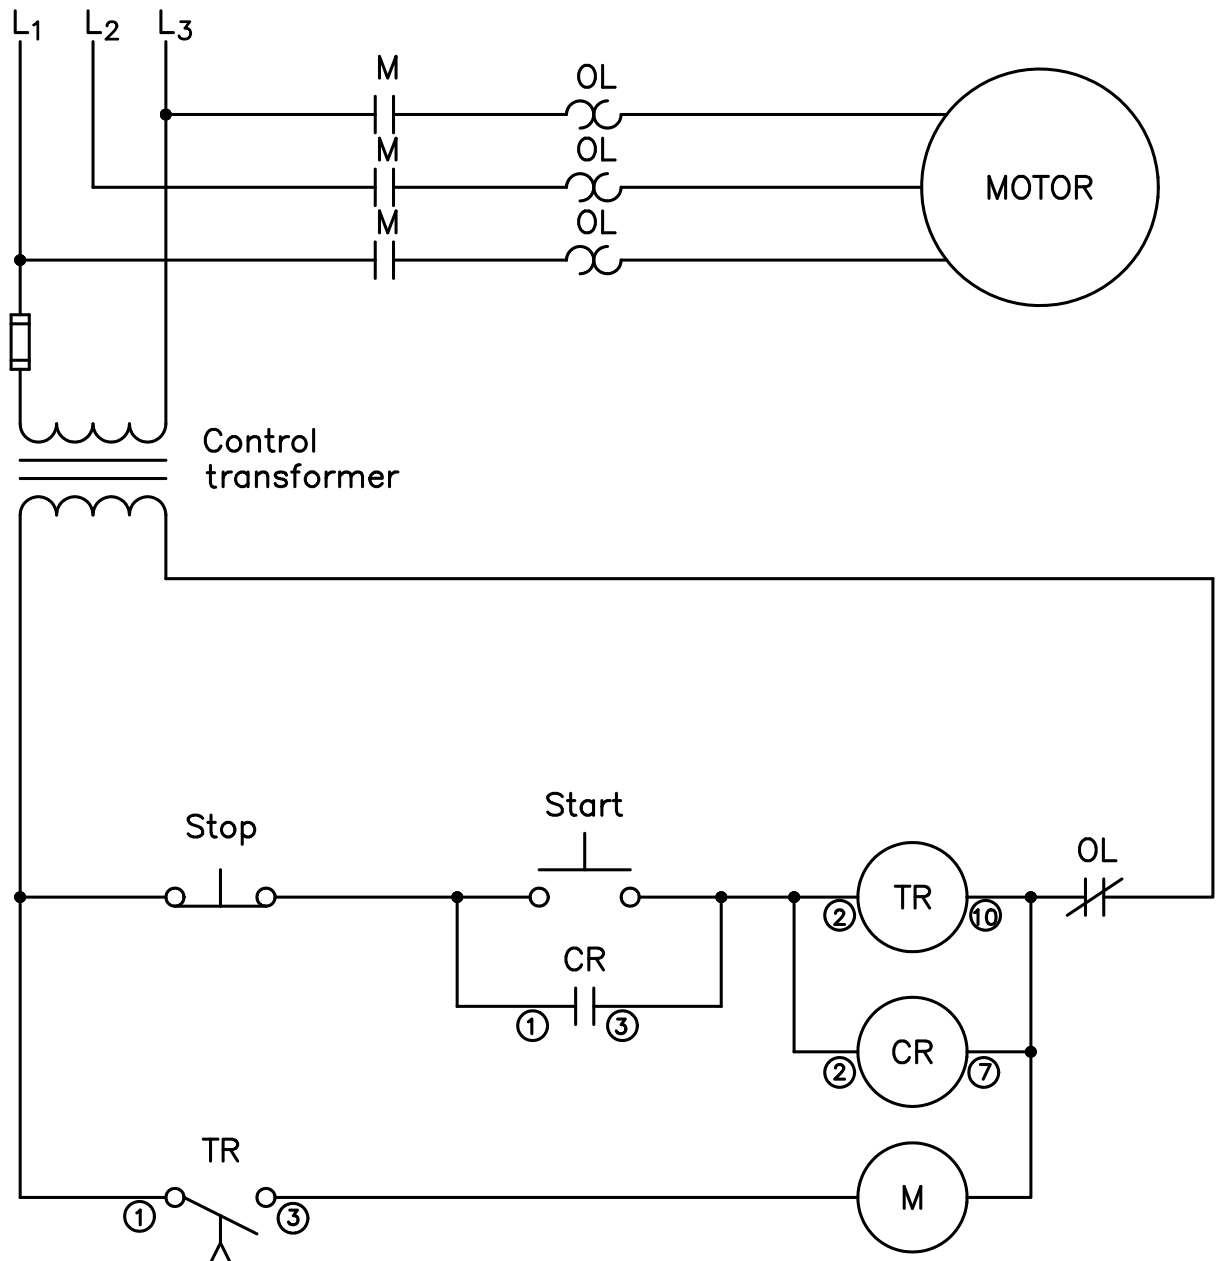 L1 L2 L3
M OL
M OL
MOTOR
M OL
Control
transformer
Start
Stop
OL
TR
2 10
CR
1 3
CR
2 7
TR
M
1 3